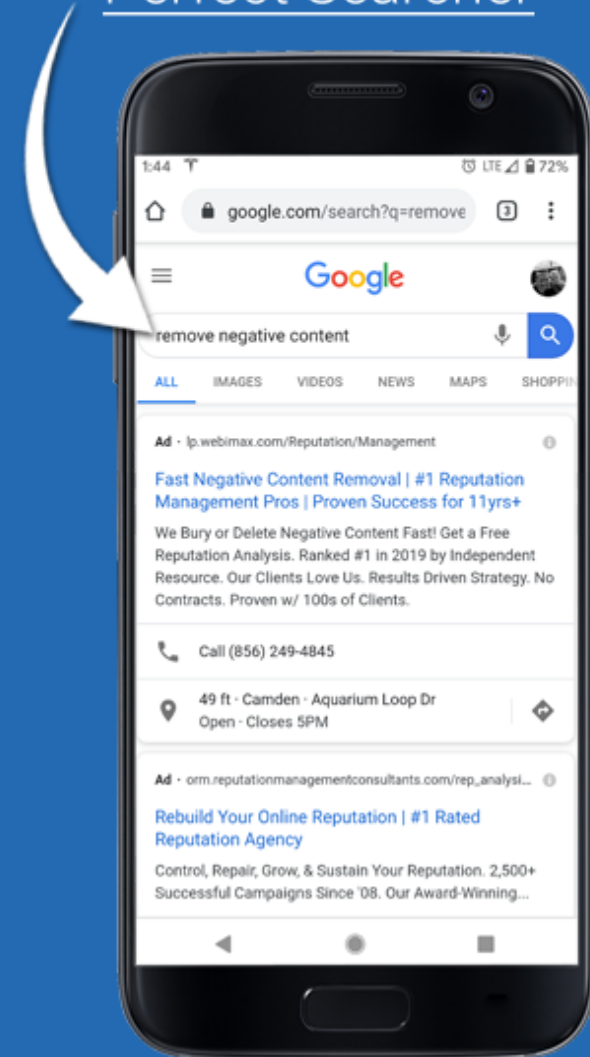 Perfect Searcher
1:44 LTE 72%
google.com/search?q=remove 3
Google
remove negative content
ALL IMAGES VIDEOS NEWS MAPS SHOPPIN
Ad · lp.webimax.com/Reputation/Management
Fast Negative Content Removal | #1 Reputation
Management Pros | Proven Success for 11yrs+
We Bury or Delete Negative Content Fast! Get a Free
Reputation Analysis. Ranked #1 in 2019 by Independent
Resource. Our Clients Love Us. Results Driven Strategy. No
Contracts. Proven w/ 100s of Clients.
Call (856) 249-4845
49 ft · Camden · Aquarium Loop Dr
Open · Closes 5PM
Ad · orm.reputationmanagementconsultants.com/rep_analysi...
Rebuild Your Online Reputation | #1 Rated
Reputation Agency
Control, Repair, Grow, & Sustain Your Reputation. 2,500+
Successful Campaigns Since '08. Our Award-Winning...